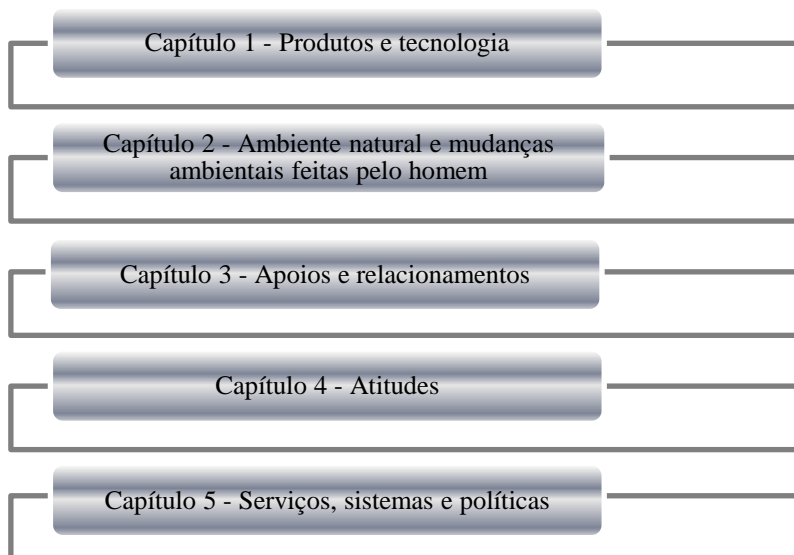 Capítulo 1 - Produtos e tecnologia
Capítulo 2 - Ambiente natural e mudanças
ambientais feitas pelo homem
Capítulo 3 - Apoios e relacionamentos
Capítulo 4 - Atitudes
Capítulo 5 - Serviços, sistemas e políticas